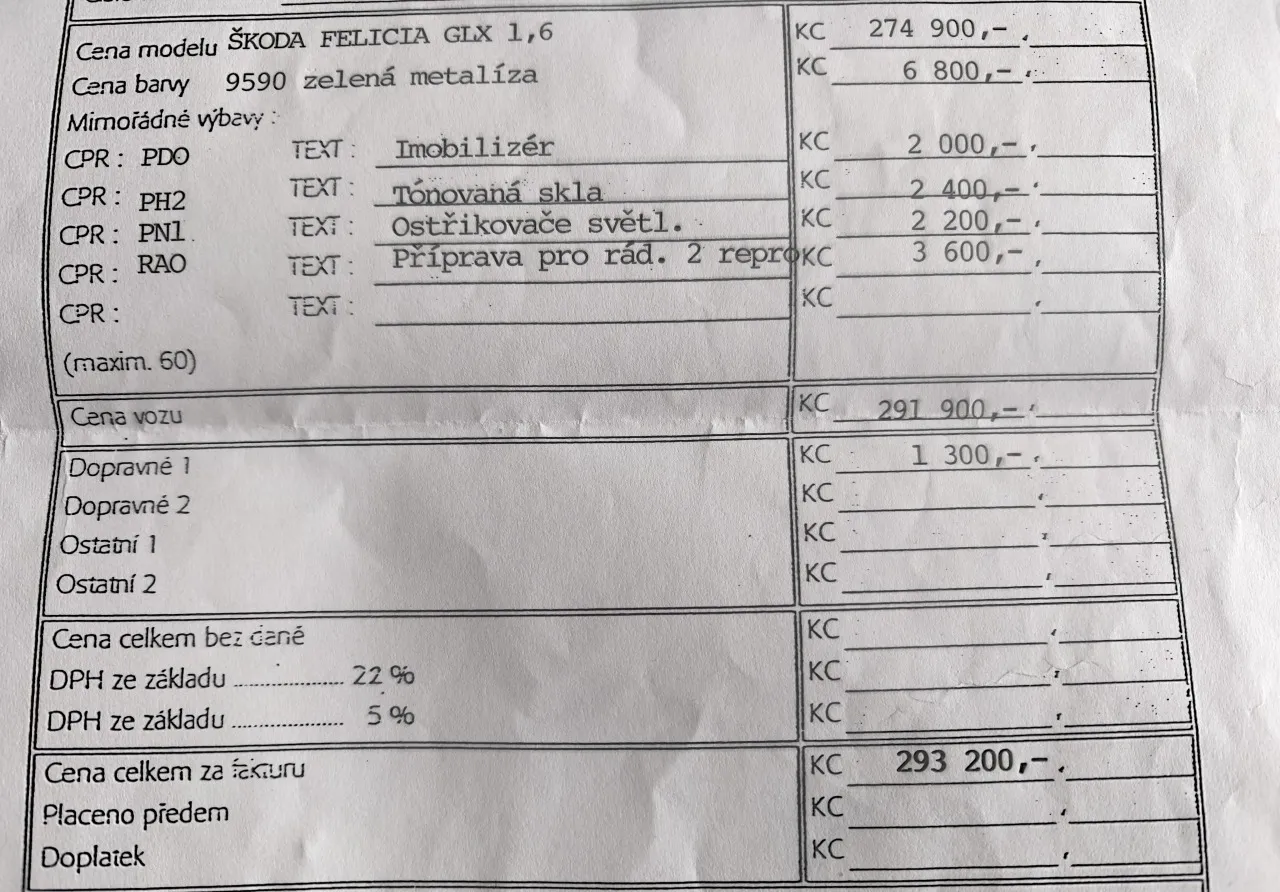 Cena modelu ŠKODA FELICIA GLX 1,6 KC 274 900,-
Cena barvy 9590 zelená metalíza KC 6 800,-
Mimořádné výbavy :
CPR : PDO TEXT : Imobilizér KC 2 000,-
CPR : PH2 TEXT : Tónovaná skla KC 2 400,-
CPR : PN1 TEXT : Ostřikovače světl. KC 2 200,-
CPR : RAO TEXT : Příprava pro rád. 2 repro KC 3 600,-
CPR : TEXT : KC
(maxim. 60)
Cena vozu KC 291 900,-
Dopravné 1 KC 1 300,-
Dopravné 2 KC
Ostatní 1 KC
Ostatní 2 KC
Cena celkem bez daně KC
DPH ze základu .................... 22 % KC
DPH ze základu .................... 5 % KC
Cena celkem za fakturu KC 293 200,-
Placeno předem KC
Doplatek KC